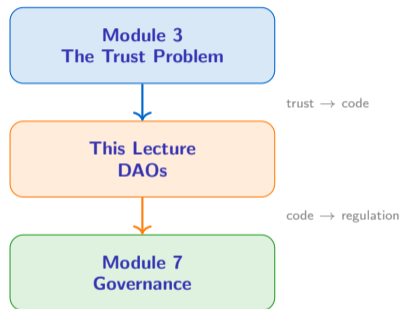 Module 3
The Trust Problem
trust → code
This Lecture
DAOs
code → regulation
Module 7
Governance